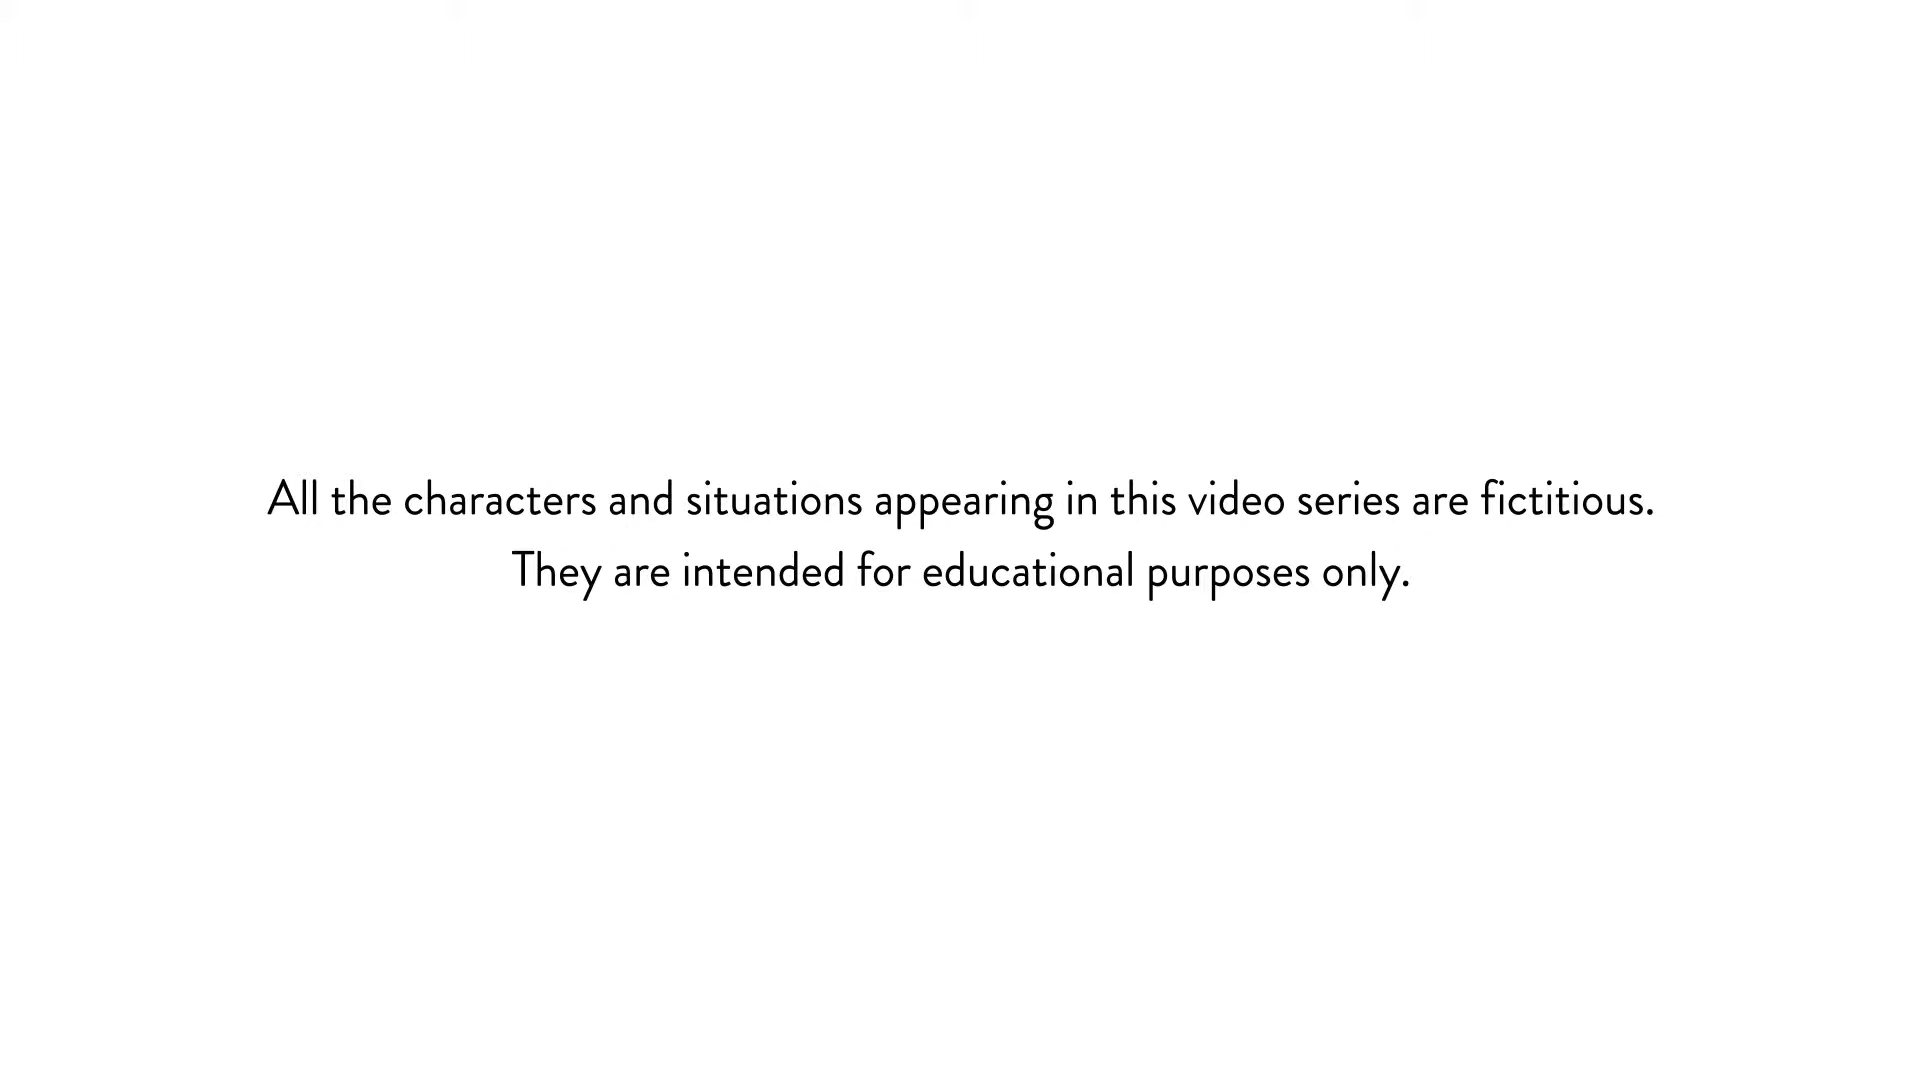 All the characters and situations appearing in this video series are fictitious.
They are intended for educational purposes only.